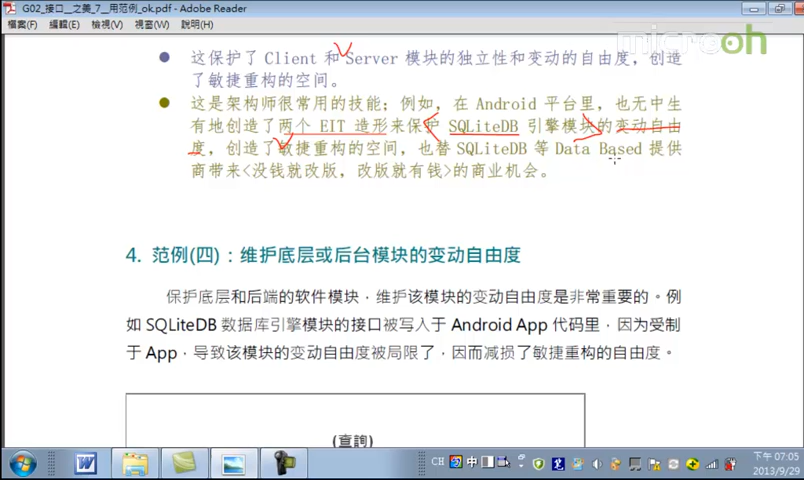 G02_接口__之美_7__用范例_ok.pdf - Adobe Reader
檔案(F) 編輯(E) 檢視(V) 視窗(W) 說明(H)
microoh
● 这保护了 Client 和 Server 模块的独立性和变动的自由度，创造
了敏捷重构的空间。
● 这是架构师很常用的技能；例如，在 Android 平台里，也无中生
有地创造了两个 EIT 造形来保护 SQLiteDB 引擎模块的变动自由
度，创造了敏捷重构的空间，也替 SQLiteDB 等 Data Based 提供
商带来<没钱就改版，改版就有钱>的商业机会。
4. 范例(四)：维护底层或后台模块的变动自由度
保护底层和后端的软件模块，维护该模块的变动自由度是非常重要的。例
如 SQLiteDB 数据库引擎模块的接口被写入于 Android App 代码里，因为受制
于 App，导致该模块的变动自由度被局限了，因而减损了敏捷重构的自由度。
(查詢)
CH 中 下午 07:05
2013/9/29